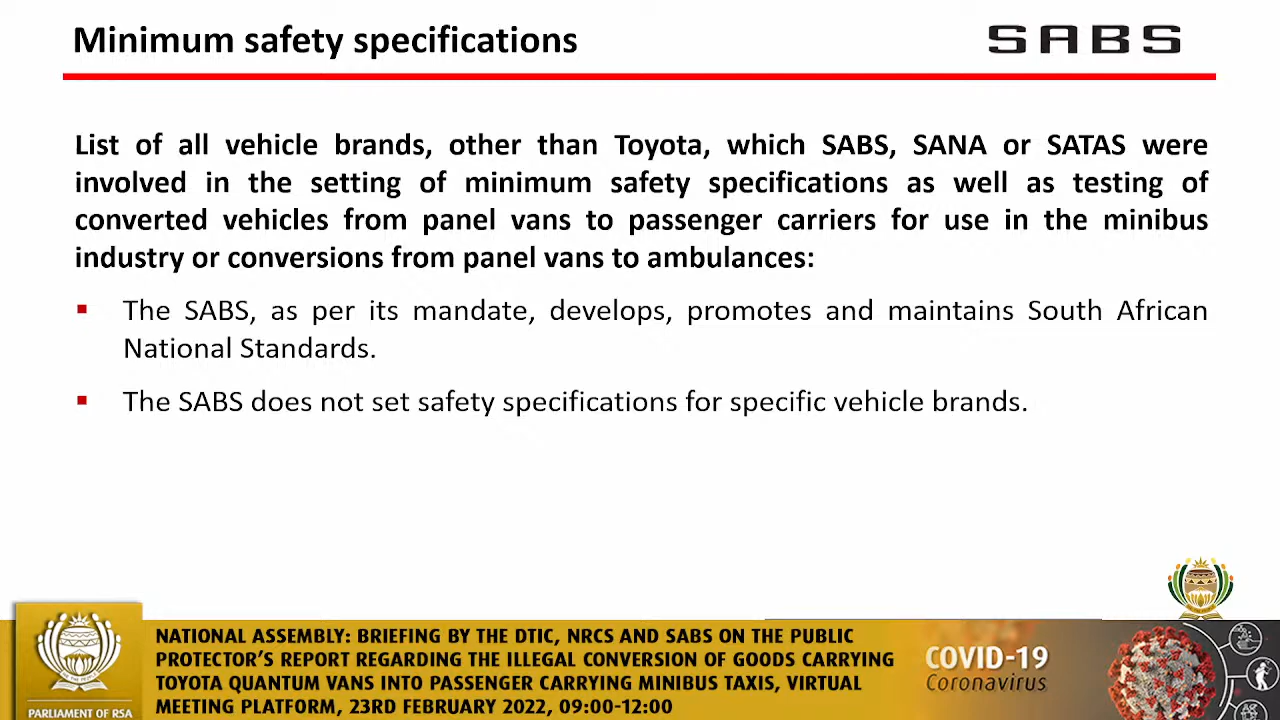 Minimum safety specifications
SABS
List of all vehicle brands, other than Toyota, which SABS, SANA or SATAS were
involved in the setting of minimum safety specifications as well as testing of
converted vehicles from panel vans to passenger carriers for use in the minibus
industry or conversions from panel vans to ambulances:
The SABS, as per its mandate, develops, promotes and maintains South African
National Standards.
The SABS does not set safety specifications for specific vehicle brands.
NATIONAL ASSEMBLY: BRIEFING BY THE DTIC, NRCS AND SABS ON THE PUBLIC
PROTECTOR'S REPORT REGARDING THE ILLEGAL CONVERSION OF GOODS CARRYING
TOYOTA QUANTUM VANS INTO PASSENGER CARRYING MINIBUS TAXIS, VIRTUAL
MEETING PLATFORM, 23RD FEBRUARY 2022, 09:00-12:00
PARLIAMENT OF RSA
COVID-19
Coronavirus